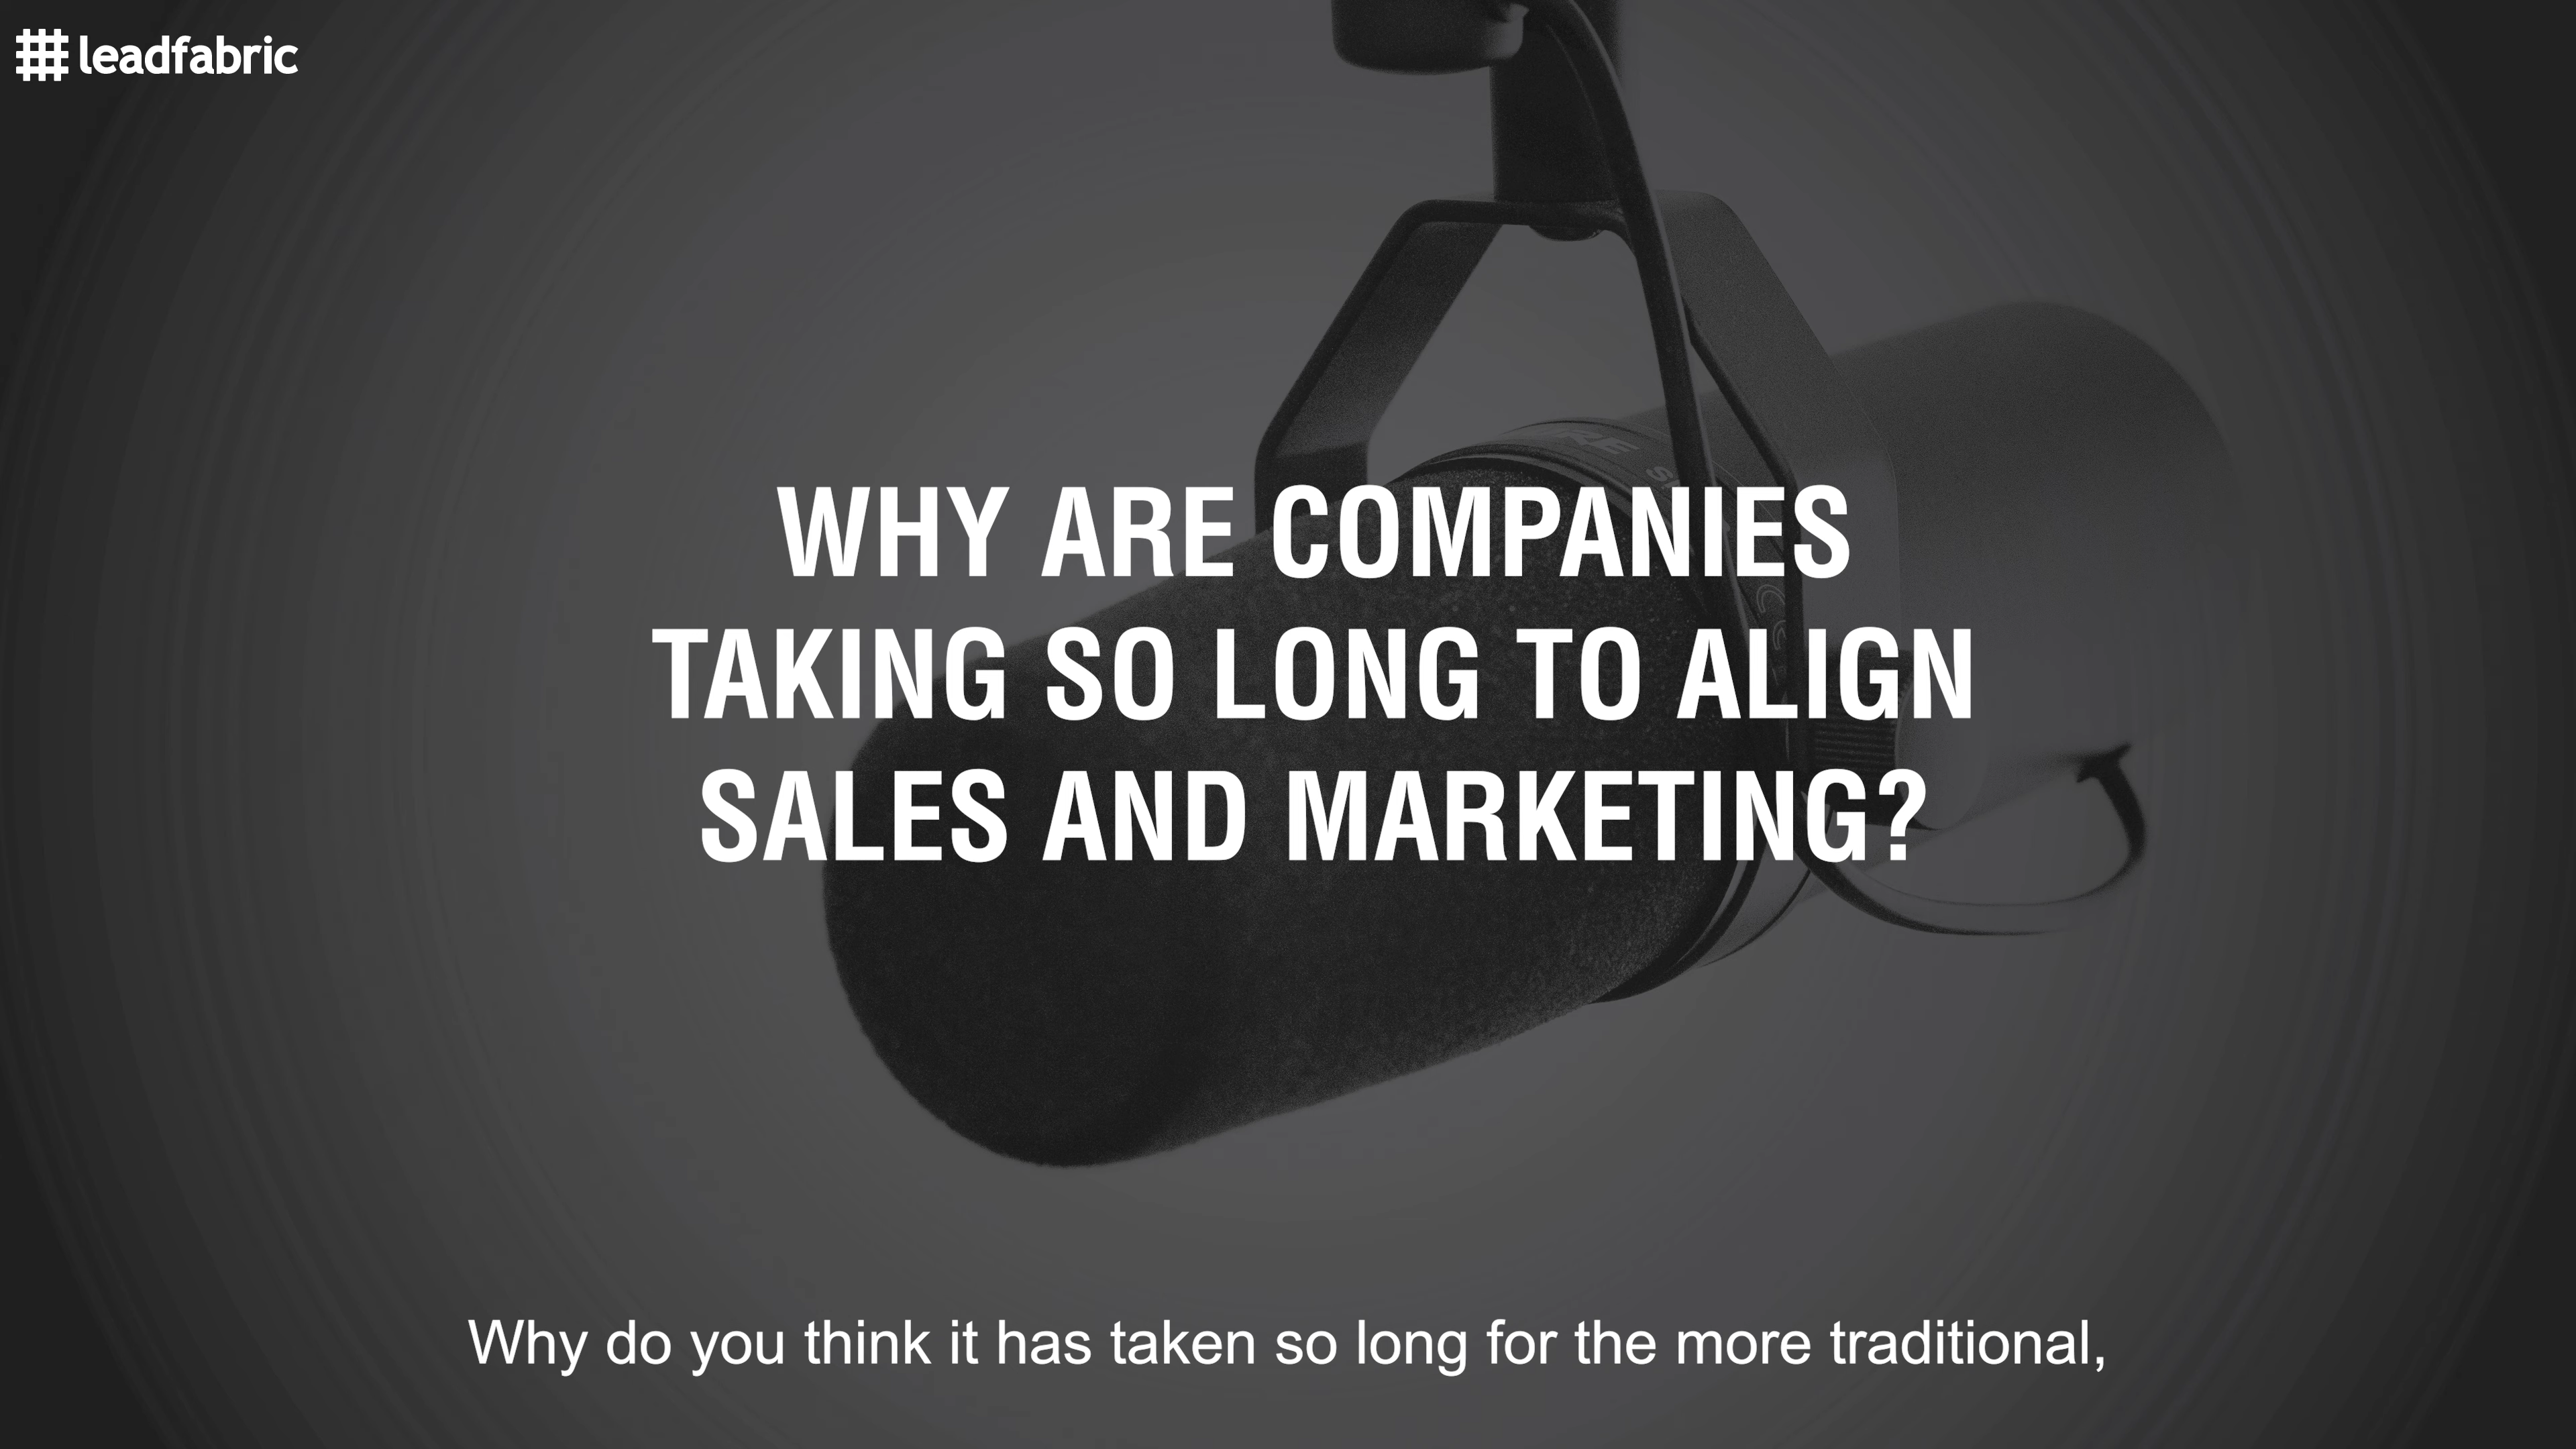 leadfabric
WHY ARE COMPANIES
TAKING SO LONG TO ALIGN
SALES AND MARKETING?
Why do you think it has taken so long for the more traditional,